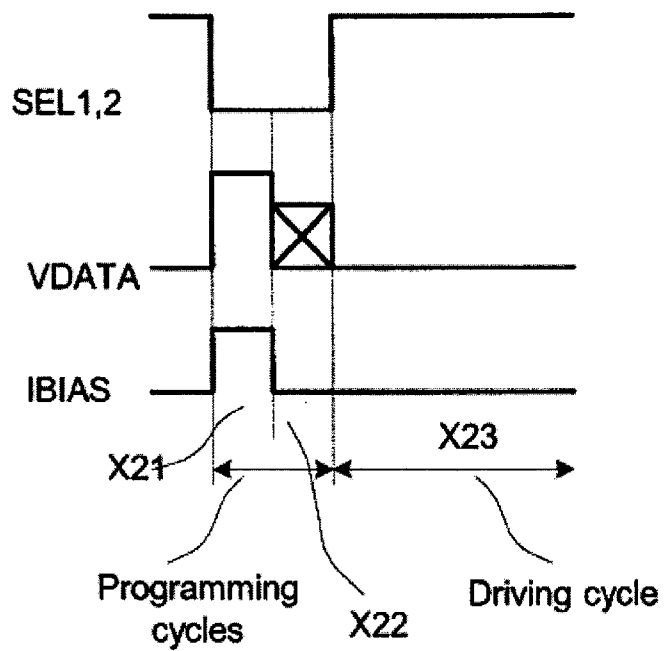 SEL1,2
VDATA
IBIAS
X23
X21
Programming
cycles
X22
Driving cycle